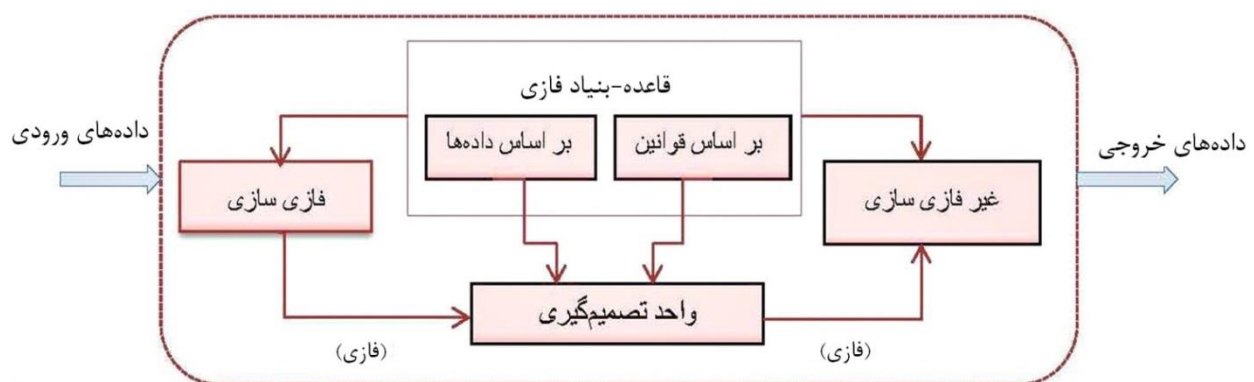 قاعده-بنیاد فازی
داده‌های ورودی
بر اساس قوانین
بر اساس داده‌ها
داده‌های خروجی
فازی سازی
غیر فازی سازی
واحد تصمیم‌گیری
(فازی)
(فازی)